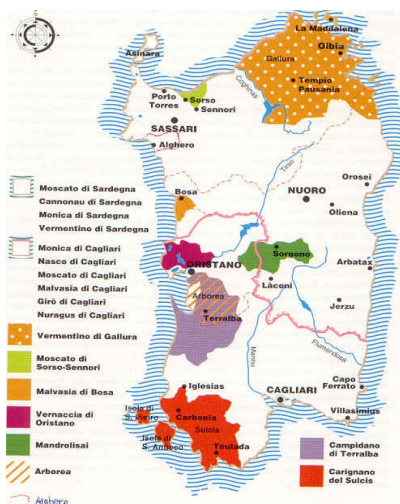 La Maddalena
Olbia
Gallura
Tempio
Pausania
Asinara
Porto
Torres
Sorso
Sennori
Coghinas
SASSARI
Alghero
Tirso
Bosa
NUORO
Orosei
Oliena
Sorgono
ORISTANO
Arbatax
Làconi
Arborea
Terralba
Jerzu
Flumendosa
Mannu
Iglesias
CAGLIARI
Capo
Ferrato
Villasimius
Isola di
S. Pietro
Carbonia
Sulcis
Isola di
S. Antioco
Teulada
Moscato di Sardegna
Cannonau di Sardegna
Monica di Sardegna
Vermentino di Sardegna
Monica di Cagliari
Nasco di Cagliari
Moscato di Cagliari
Malvasia di Cagliari
Girò di Cagliari
Nuragus di Cagliari
Vermentino di Gallura
Moscato di
Sorso-Sennori
Malvasia di Bosa
Vernaccia di
Oristano
Mandrolisai
Arborea
Alghero
Campidano
di Terralba
Carignano
del Sulcis